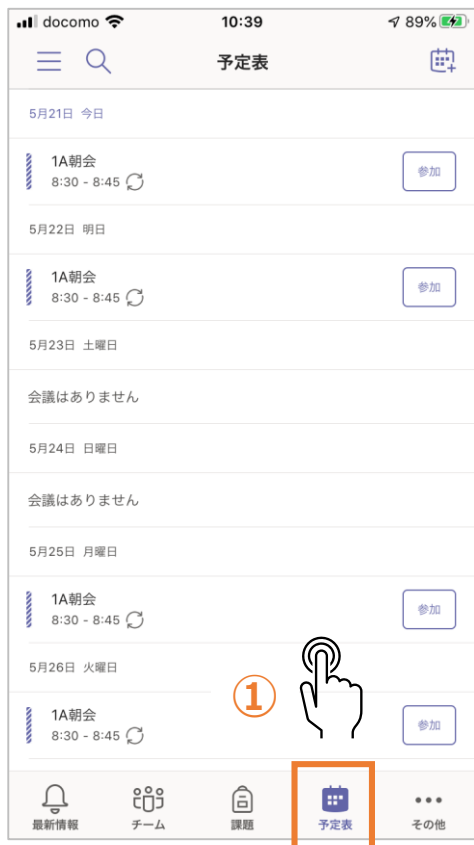 docomo 10:39 89%
予定表
5月21日 今日
1A朝会
8:30 - 8:45
参加
5月22日 明日
1A朝会
8:30 - 8:45
参加
5月23日 土曜日
会議はありません
5月24日 日曜日
会議はありません
5月25日 月曜日
1A朝会
8:30 - 8:45
参加
5月26日 火曜日
①
1A朝会
8:30 - 8:45
参加
最新情報 チーム 課題 予定表 その他